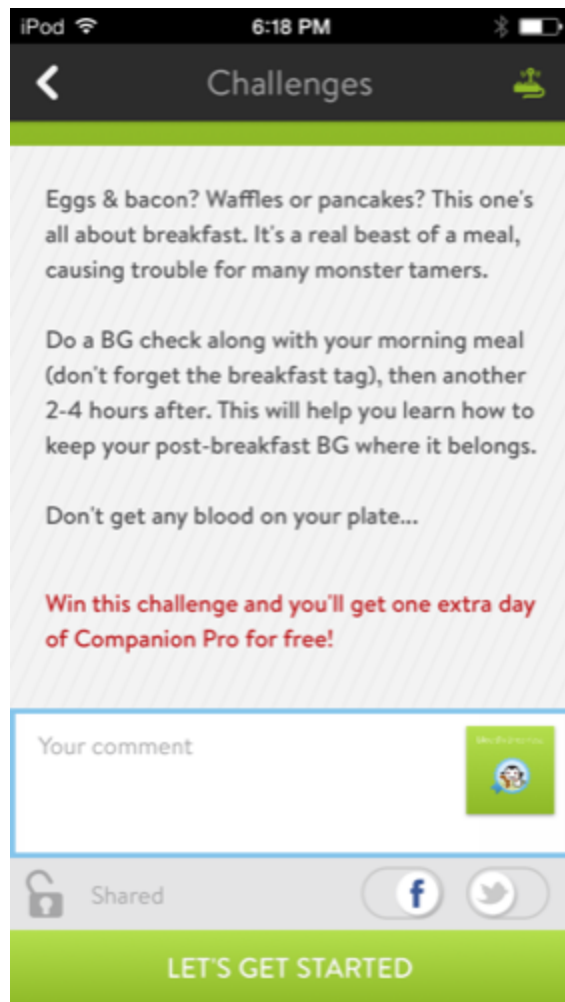 iPod 6:18 PM
Challenges
Eggs & bacon? Waffles or pancakes? This one's
all about breakfast. It's a real beast of a meal,
causing trouble for many monster tamers.
Do a BG check along with your morning meal
(don't forget the breakfast tag), then another
2-4 hours after. This will help you learn how to
keep your post-breakfast BG where it belongs.
Don't get any blood on your plate...
Win this challenge and you'll get one extra day
of Companion Pro for free!
Your comment
Shared f
LET'S GET STARTED